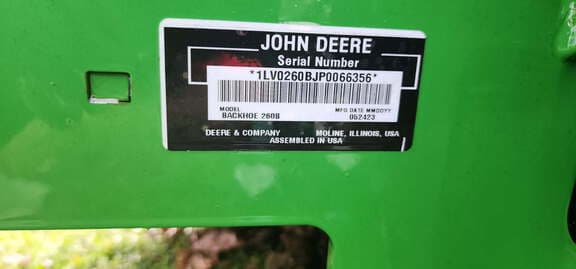 JOHN DEERE
Serial Number
*1LV0260BJP0066356*
MODEL MFG DATE MMDDYY
BACKHOE 260B 052423
DEERE & COMPANY MOLINE, ILLINOIS, USA
ASSEMBLED IN USA